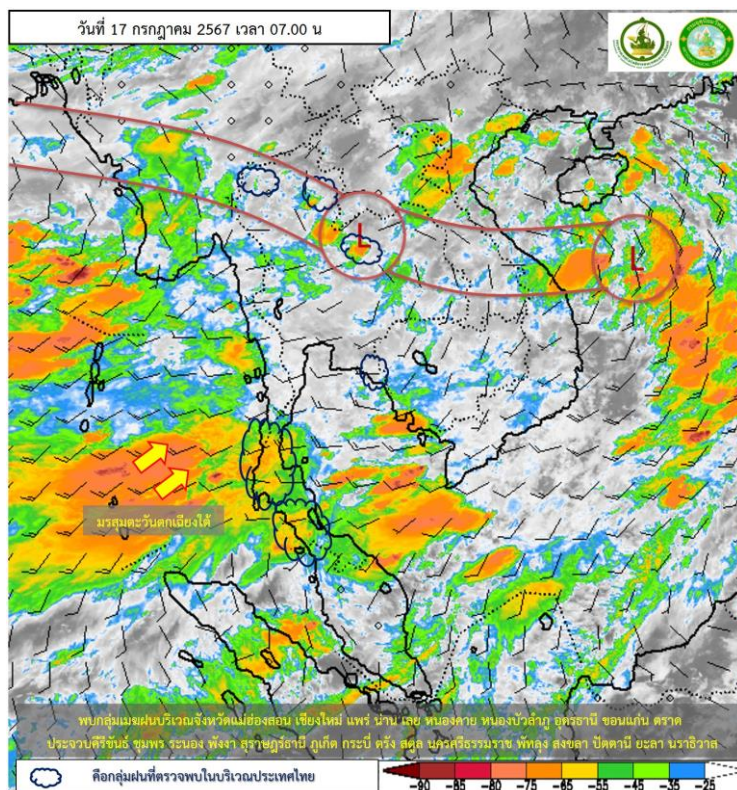 วันที่ 17 กรกฎาคม 2567 เวลา 07.00 น
L
L
มรสุมตะวันตกเฉียงใต้
พบกลุ่มเมฆฝนบริเวณจังหวัดแม่ฮ่องสอน เชียงใหม่ แพร่ น่าน เลย หนองคาย หนองบัวลำภู อุดรธานี ขอนแก่น ตราด
ประจวบคีรีขันธ์ ชุมพร ระนอง พังงา สุราษฎร์ธานี ภูเก็ต กระบี่ ตรัง สตูล นครศรีธรรมราช พัทลุง สงขลา ปัตตานี ยะลา นราธิวาส
คือกลุ่มฝนที่ตรวจพบในบริเวณประเทศไทย
-90 -85 -80 -75 -65 -55 -45 -35 -25